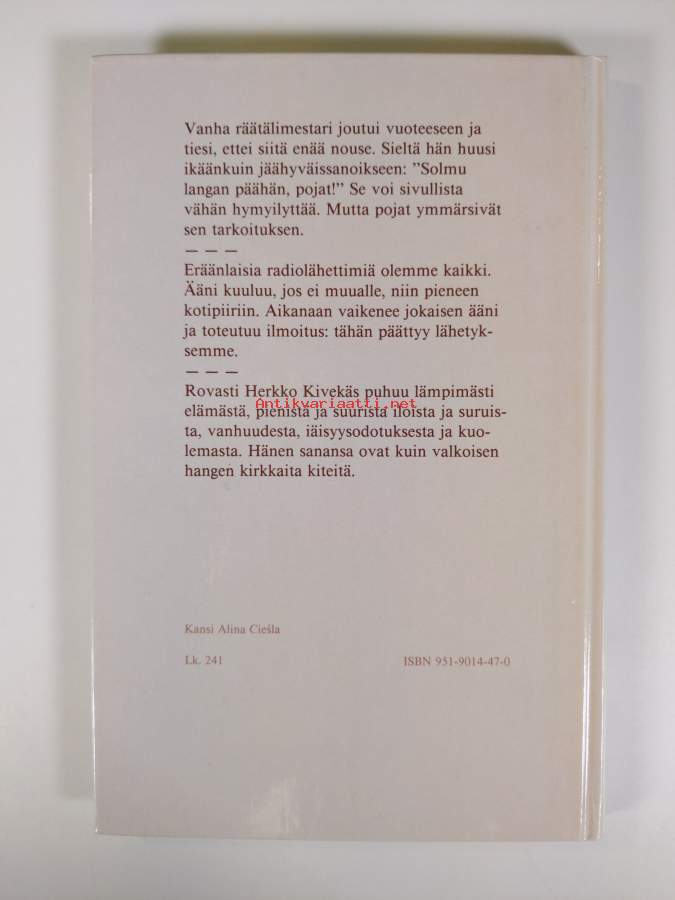 Vanha räätälimestari joutui vuoteeseen ja
tiesi, ettei siitä enää nouse. Sieltä hän huusi
ikäänkuin jäähyväissanoikseen: ”Solmu
langan päähän, pojat!” Se voi sivullista
vähän hymyilyttää. Mutta pojat ymmärsivät
sen tarkoituksen.
— — —
Eräänlaisia radiolähettimiä olemme kaikki.
Ääni kuuluu, jos ei muualle, niin pieneen
kotipiiriin. Aikanaan vaikenee jokaisen ääni
ja toteutuu ilmoitus: tähän päättyy lähetyk-
semme.
— — —
Rovasti Herkko Kivekäs puhuu lämpimästi
elämästä, pienistä ja suurista iloista ja suruis-
ta, vanhuudesta, iäisyysodotuksesta ja kuo-
lemasta. Hänen sanansa ovat kuin valkoisen
hangen kirkkaita kiteitä.
Antikvariaatti.net
Kansi Alina Cieśla
Lk. 241 ISBN 951-9014-47-0